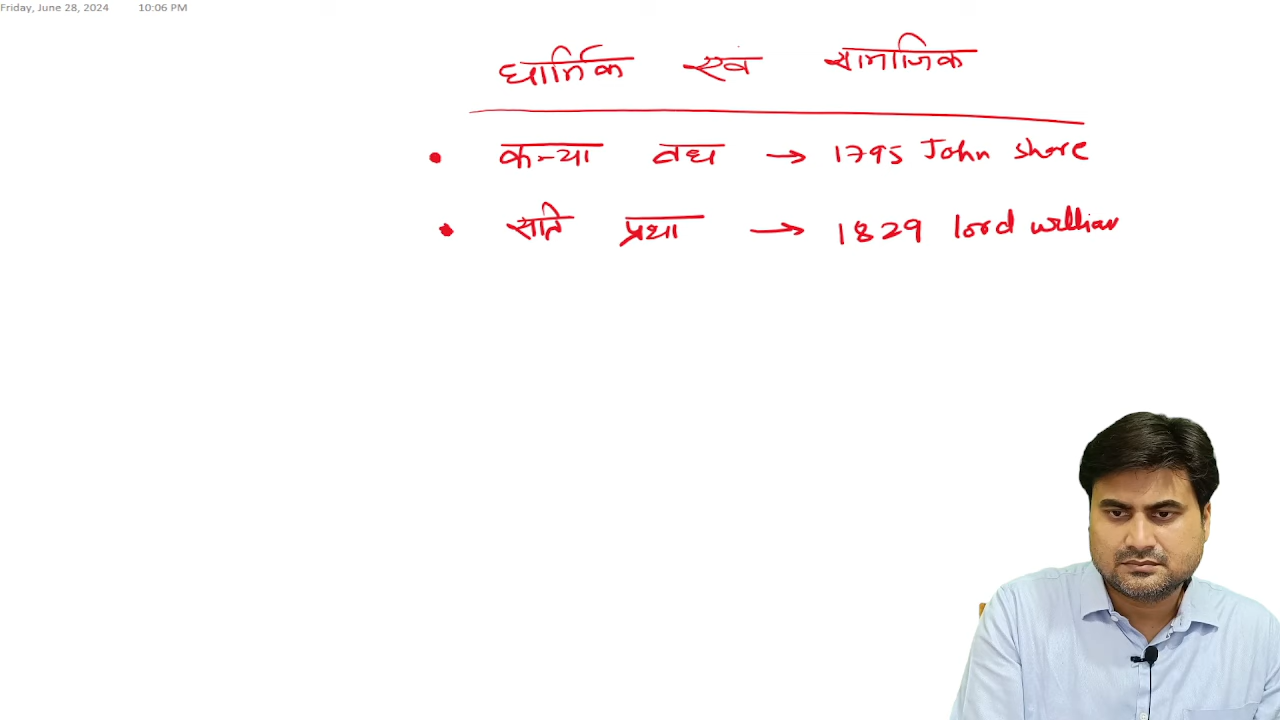 Friday, June 28, 2024 10:06 PM
धार्मिक एवं सामाजिक
• कन्या वध → 1795 John shore
• सति प्रथा → 1829 lord william